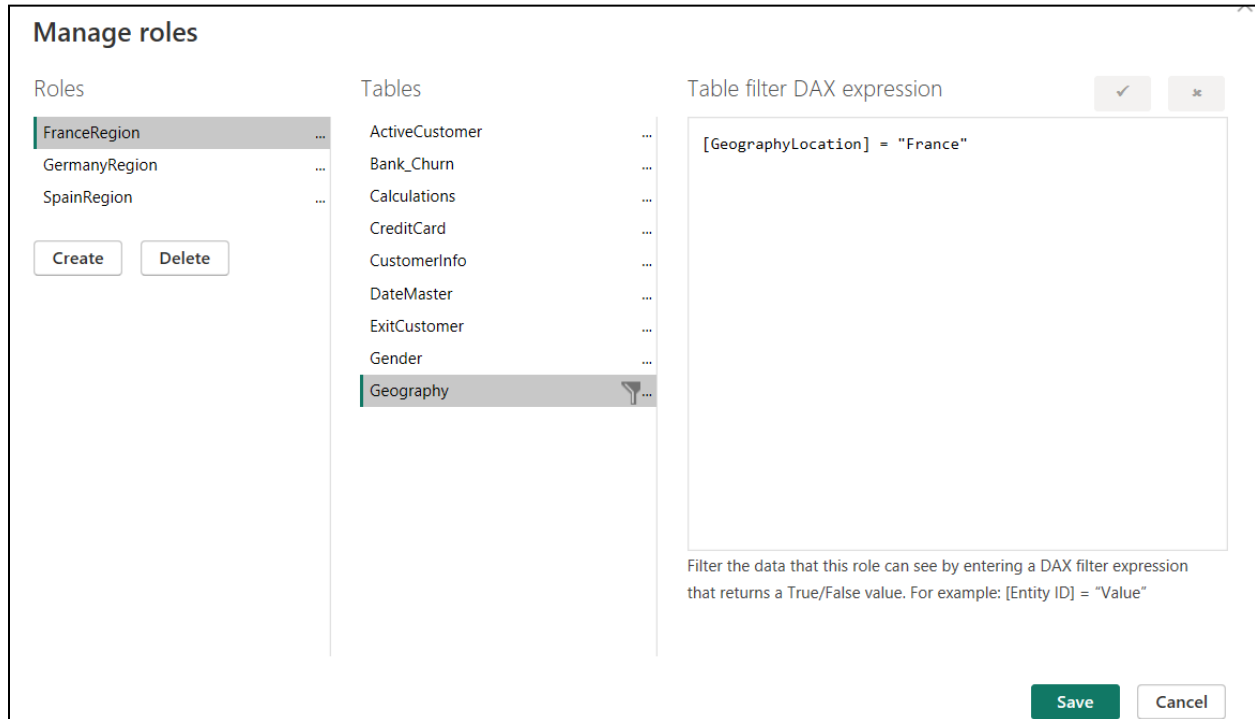 Manage roles
Roles
FranceRegion ...
GermanyRegion ...
SpainRegion ...
Create Delete
Tables
ActiveCustomer ...
Bank_Churn ...
Calculations ...
CreditCard ...
CustomerInfo ...
DateMaster ...
ExitCustomer ...
Gender ...
Geography ...
Table filter DAX expression
[GeographyLocation] = "France"
Filter the data that this role can see by entering a DAX filter expression
that returns a True/False value. For example: [Entity ID] = “Value”
Save Cancel